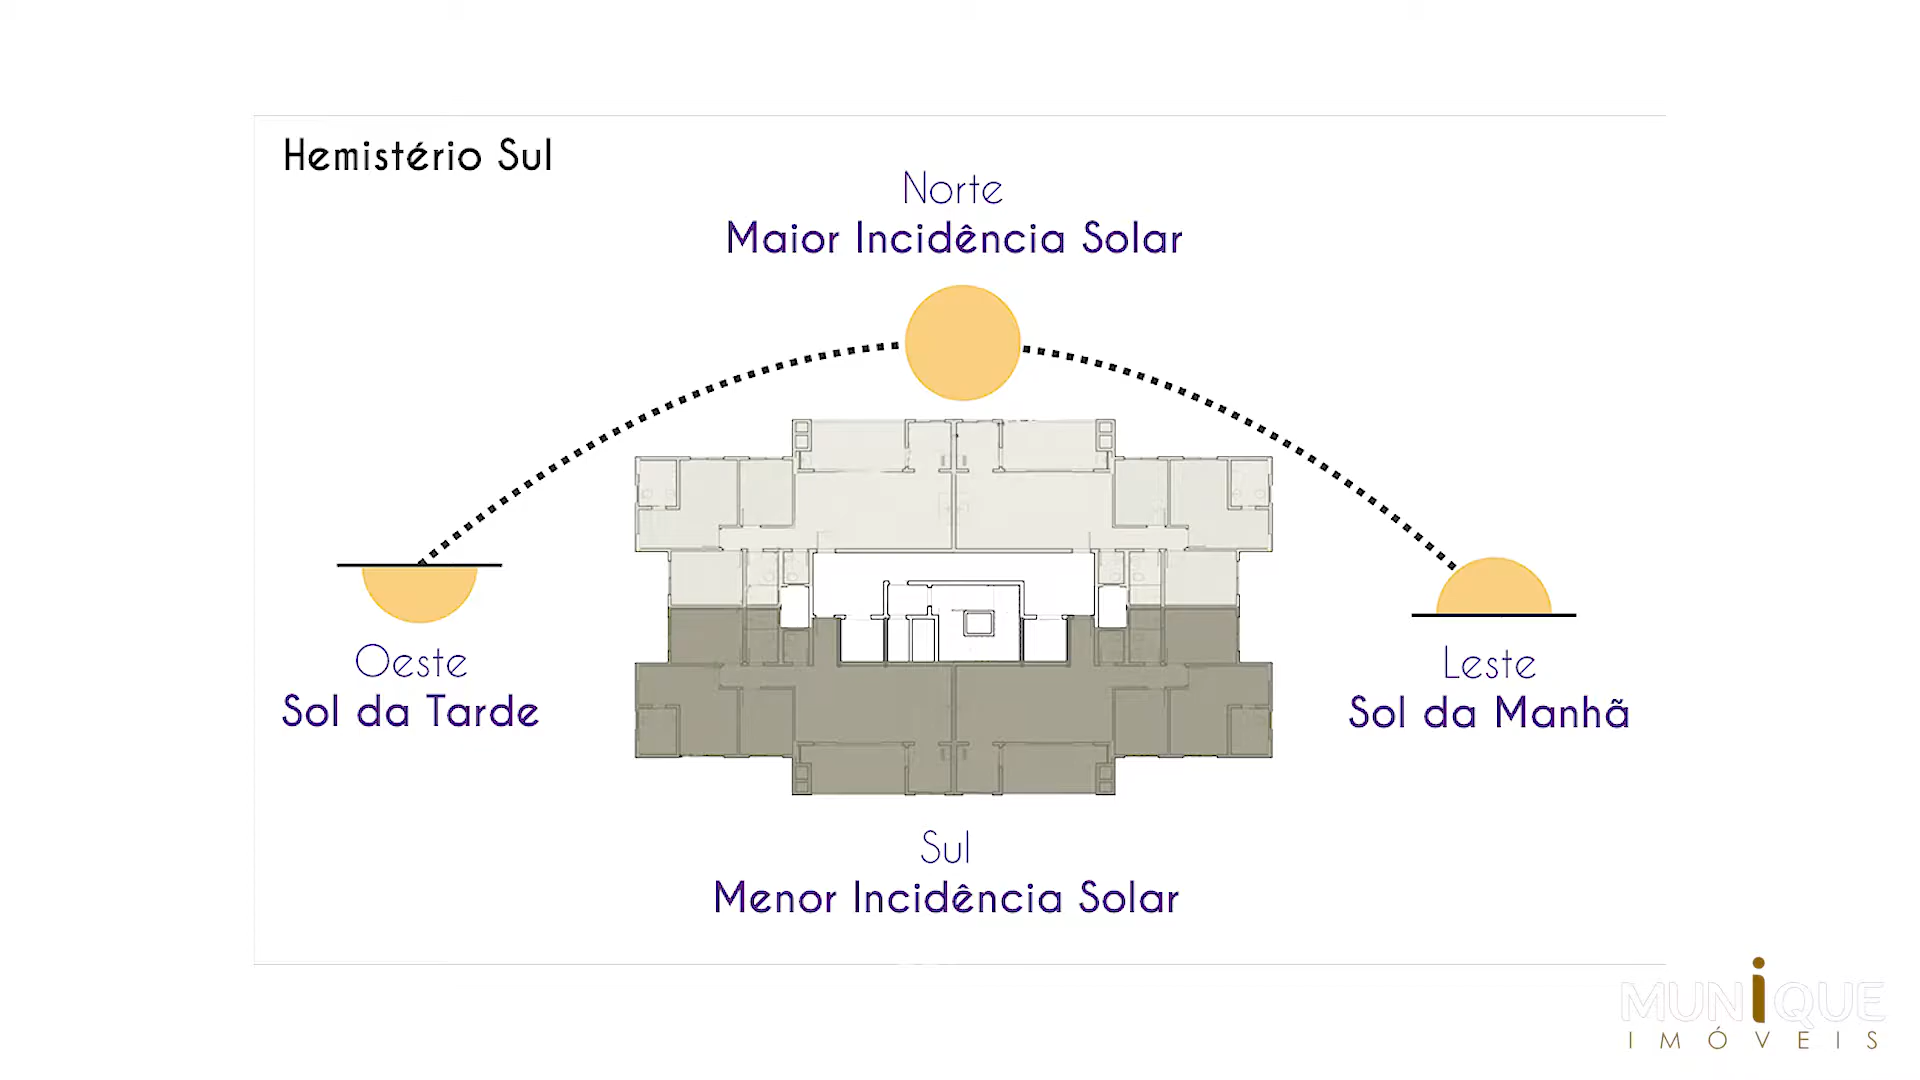 Hemistério Sul
Norte
Maior Incidência Solar
Oeste
Sol da Tarde
Leste
Sol da Manhã
Sul
Menor Incidência Solar
MUNiQUE
IMÓVEIS